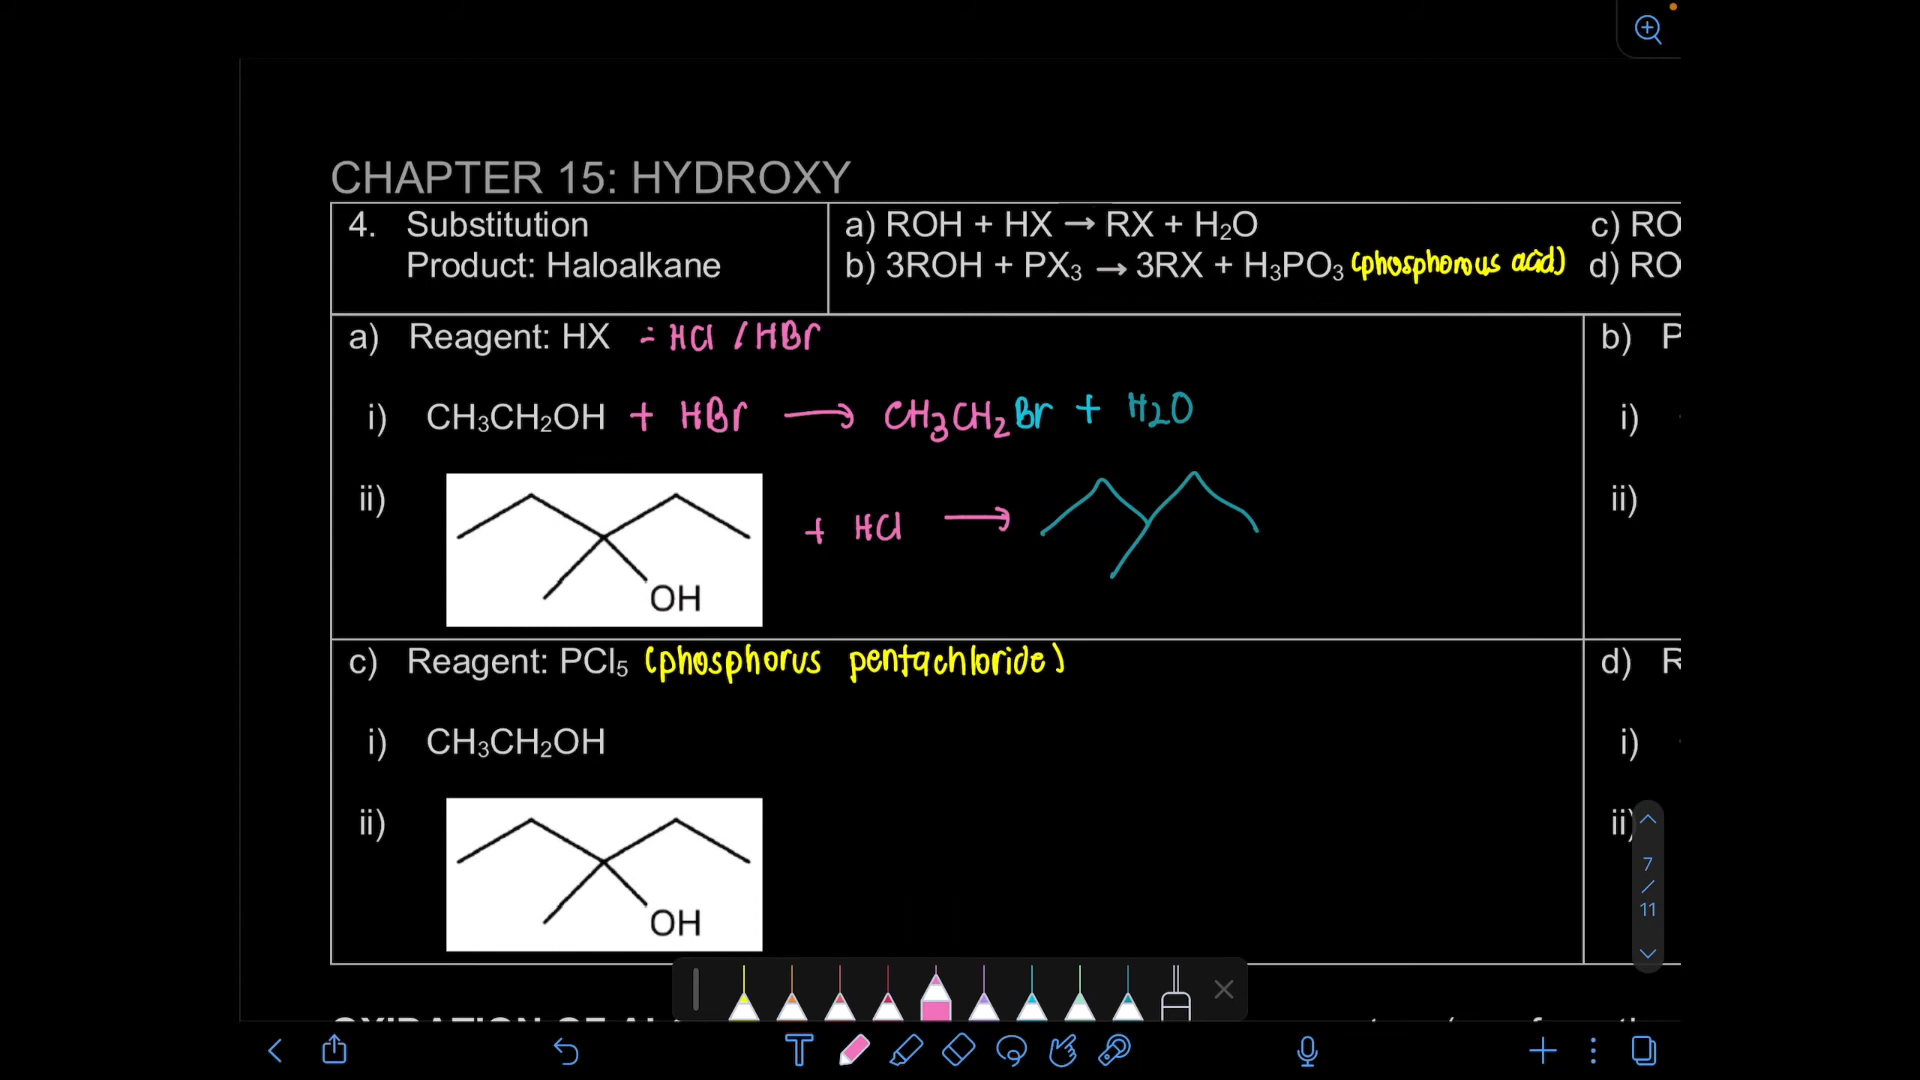 CHAPTER 15: HYDROXY
4. Substitution
Product: Haloalkane
a) ROH + HX → RX + H₂O
b) 3ROH + PX₃ → 3RX + H₃PO₃ (phosphorous acid)
c) RO
d) RO
a) Reagent: HX = HCl / HBr
i) CH₃CH₂OH + HBr → CH₃CH₂Br + H₂O
ii)
OH
+ HCl →
b) P
i)
ii)
c) Reagent: PCl₅ (phosphorus pentachloride)
i) CH₃CH₂OH
ii)
OH
d) R
i)
ii)
7
/
11
T